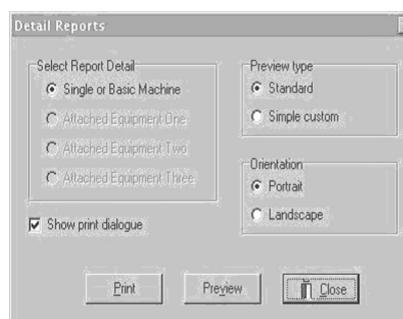 Detail Reports
Select Report Detail
Single or Basic Machine
Attached Equipment One
Attached Equipment Two
Attached Equipment Three
Show print dialogue
Preview type
Standard
Simple custom
Orientation
Portrait
Landscape
Print
Preview
Close